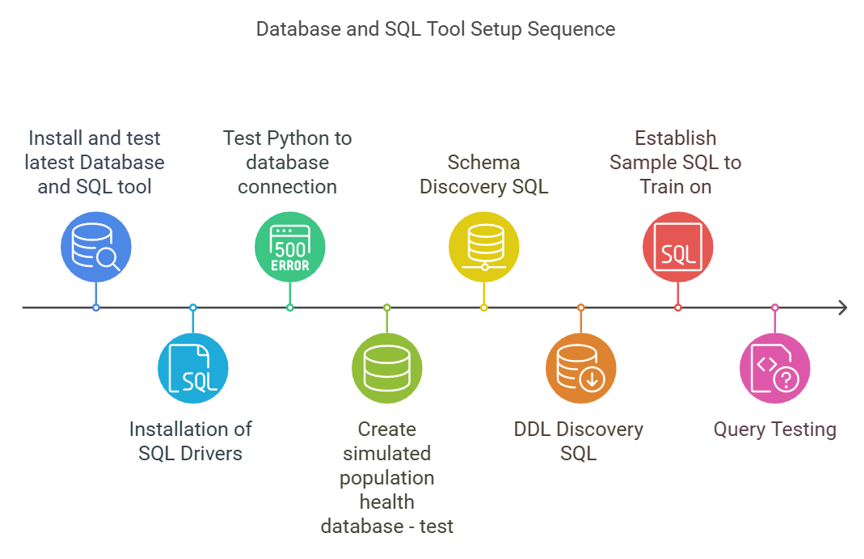 Database and SQL Tool Setup Sequence
Install and test
latest Database
and SQL tool
SQL
Installation of
SQL Drivers
Test Python to
database
connection
500
ERROR
Create
simulated
population
health
database - test
Schema
Discovery SQL
DDL Discovery
SQL
Establish
Sample SQL to
Train on
SQL
<>?
Query Testing